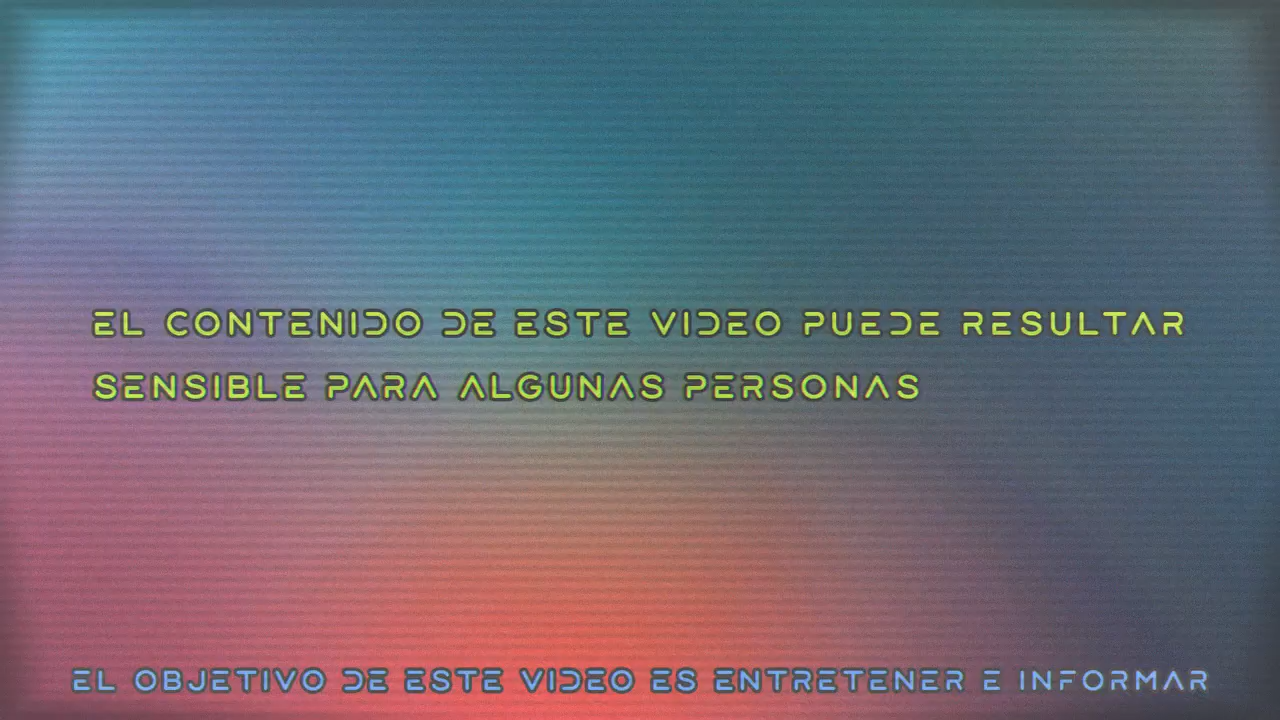 EL CONTENIDO DE ESTE VIDEO PUEDE RESULTAR
SENSIBLE PARA ALGUNAS PERSONAS
EL OBJETIVO DE ESTE VIDEO ES ENTRETENER E INFORMAR